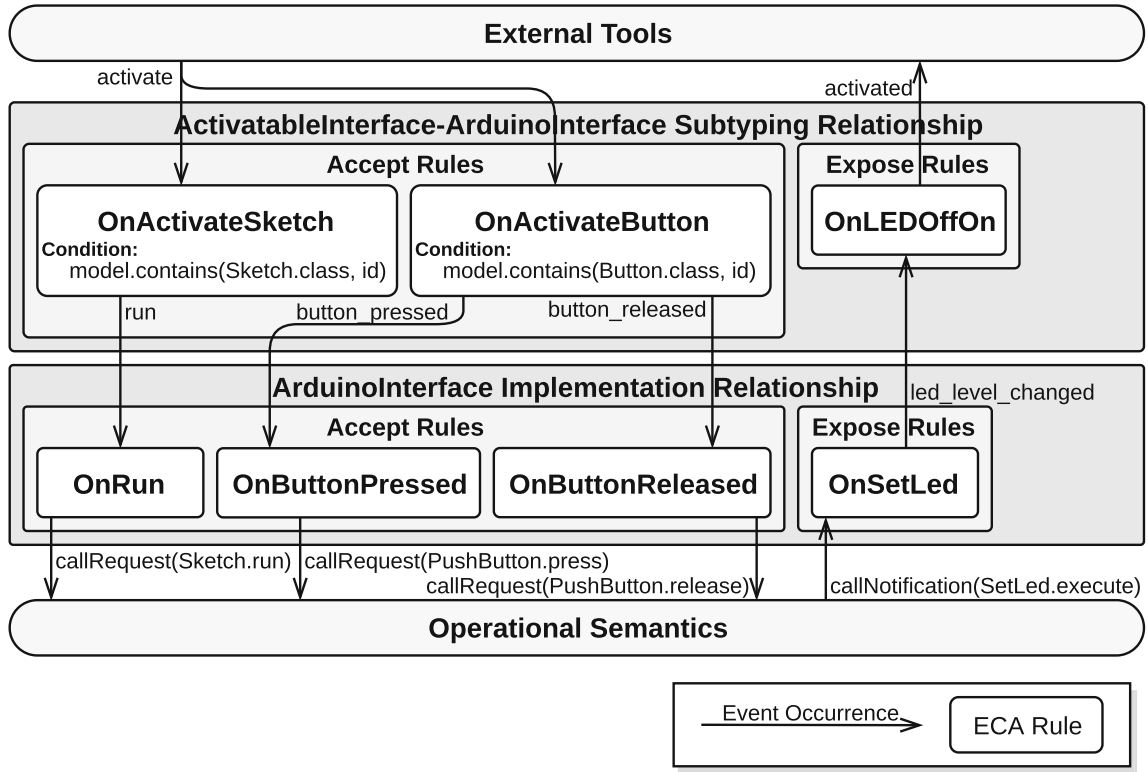 External Tools
activate
activated
ActivatableInterface-ArduinoInterface Subtyping Relationship
Accept Rules
Expose Rules
OnActivateSketch
Condition:
model.contains(Sketch.class, id)
OnActivateButton
Condition:
model.contains(Button.class, id)
OnLEDOffOn
run
button_pressed
button_released
ArduinoInterface Implementation Relationship
led_level_changed
Accept Rules
Expose Rules
OnRun
OnButtonPressed
OnButtonReleased
OnSetLed
callRequest(Sketch.run)
callRequest(PushButton.press)
callRequest(PushButton.release)
callNotification(SetLed.execute)
Operational Semantics
Event Occurrence
ECA Rule